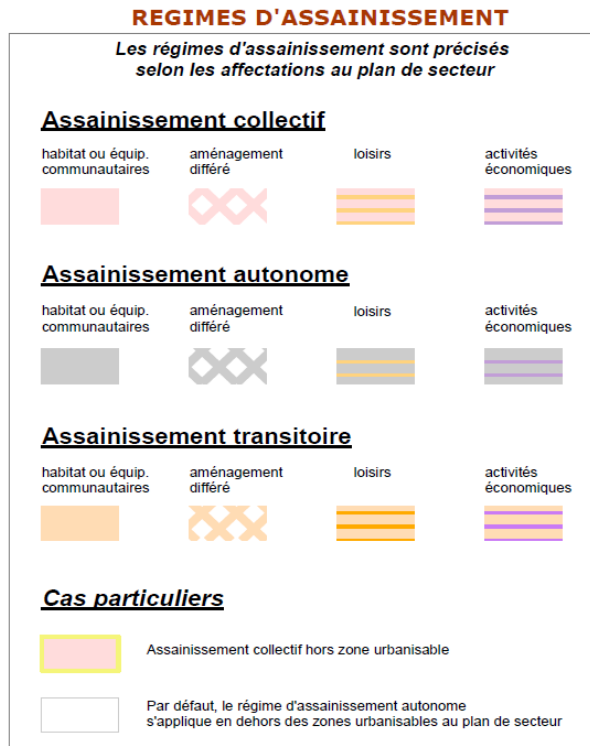 REGIMES D'ASSAINISSEMENT
Les régimes d'assainissement sont précisés
selon les affectations au plan de secteur
Assainissement collectif
habitat ou équip.
communautaires
aménagement
différé
loisirs
activités
économiques
Assainissement autonome
habitat ou équip.
communautaires
aménagement
différé
loisirs
activités
économiques
Assainissement transitoire
habitat ou équip.
communautaires
aménagement
différé
loisirs
activités
économiques
Cas particuliers
Assainissement collectif hors zone urbanisable
Par défaut, le régime d'assainissement autonome
s'applique en dehors des zones urbanisables au plan de secteur